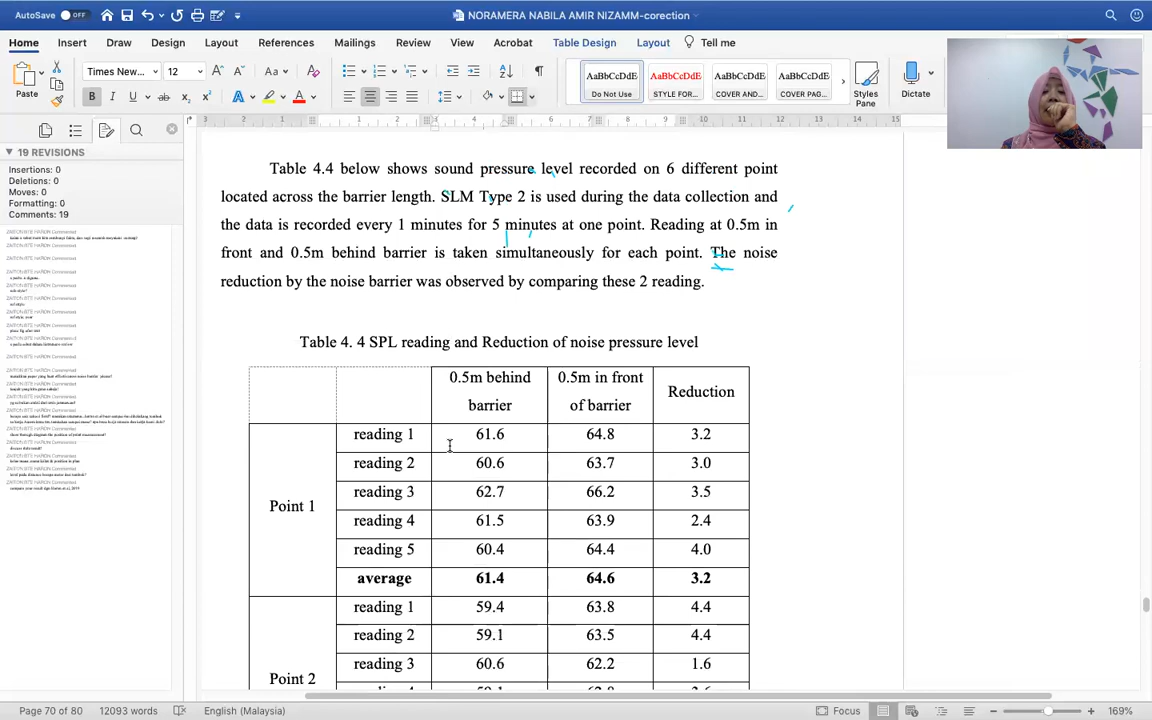 AutoSave OFF
NORAMERA NABILA AMIR NIZAMM-corection
Home Insert Draw Design Layout References Mailings Review View Acrobat Table Design Layout Tell me
Paste
Times New... 12
AaBbCcDdE AaBbCcDdE AaBbCcDdE AaBbCcDdE
Do Not Use STYLE FOR... COVER AND... COVER PAG...
Styles Pane
Dictate
19 REVISIONS
Insertions: 0
Deletions: 0
Moves: 0
Formatting: 0
Comments: 19
Table 4.4 below shows sound pressure level recorded on 6 different point
located across the barrier length. SLM Type 2 is used during the data collection and
the data is recorded every 1 minutes for 5 minutes at one point. Reading at 0.5m in
front and 0.5m behind barrier is taken simultaneously for each point. The noise
reduction by the noise barrier was observed by comparing these 2 reading.
Table 4. 4 SPL reading and Reduction of noise pressure level
0.5m behind barrier 0.5m in front of barrier Reduction
Point 1
reading 1 61.6 64.8 3.2
reading 2 60.6 63.7 3.0
reading 3 62.7 66.2 3.5
reading 4 61.5 63.9 2.4
reading 5 60.4 64.4 4.0
average 61.4 64.6 3.2
Point 2
reading 1 59.4 63.8 4.4
reading 2 59.1 63.5 4.4
reading 3 60.6 62.2 1.6
Page 70 of 80 12093 words English (Malaysia) Focus 169%